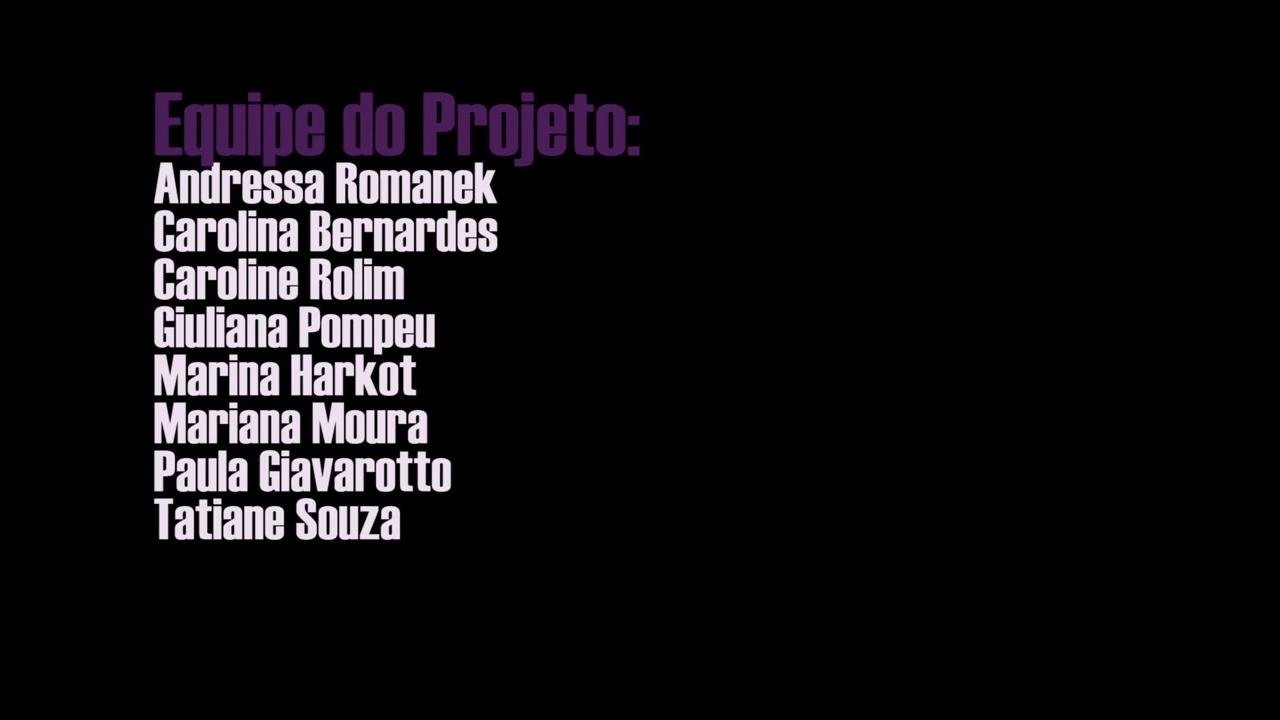 Equipe do Projeto:
Andressa Romanek
Carolina Bernardes
Caroline Rolim
Giuliana Pompeu
Marina Harkot
Mariana Moura
Paula Giavarotto
Tatiane Souza